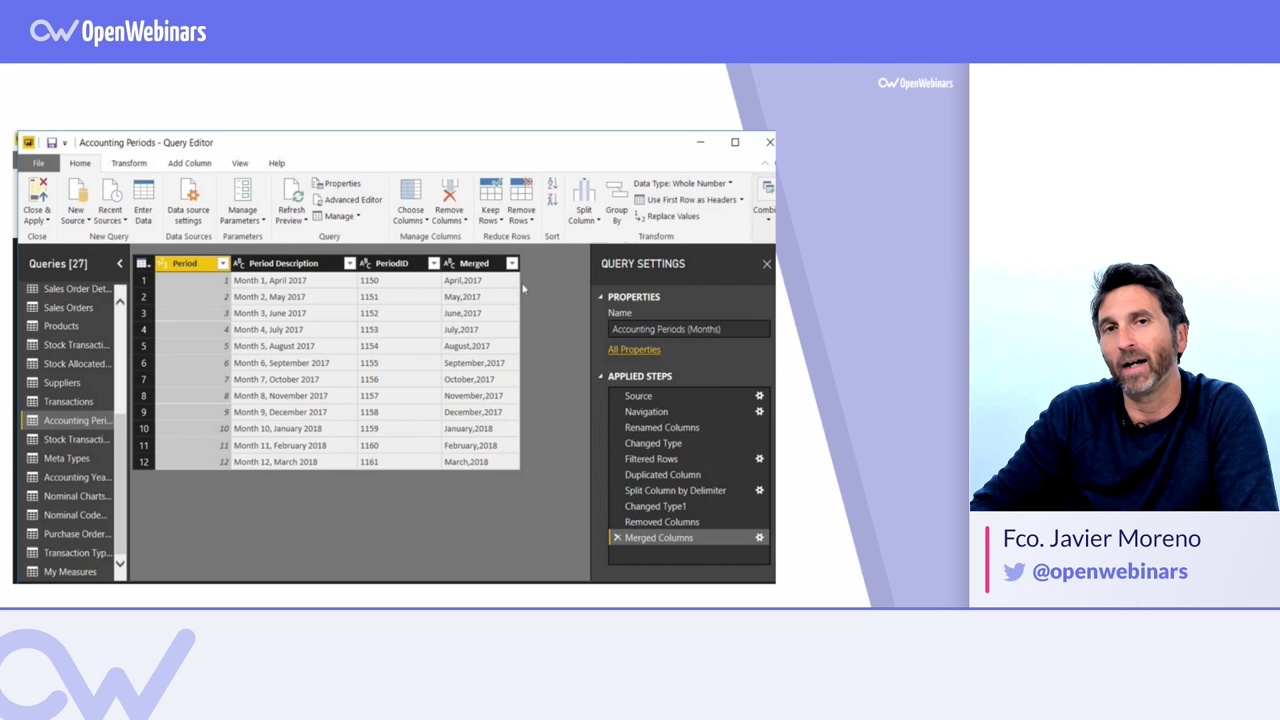 OpenWebinars
OpenWebinars
Accounting Periods - Query Editor
File Home Transform Add Column View Help
Close & Apply
New Source
Recent Sources
Enter Data
Data source settings
Manage Parameters
Refresh Preview
Properties
Advanced Editor
Manage
Choose Columns
Remove Columns
Keep Rows
Remove Rows
Split Column
Group By
Data Type: Whole Number
Use First Row as Headers
Replace Values
Close New Query Data Sources Parameters Query Manage Columns Reduce Rows Sort Transform
Queries [27]
Sales Order Det...
Sales Orders
Products
Stock Transacti...
Stock Allocated...
Suppliers
Transactions
Accounting Peri...
Stock Transacti...
Meta Types
Accounting Yea...
Nominal Charts...
Nominal Code...
Purchase Order...
Transaction Typ...
My Measures
Period Period Description PeriodID Merged
1 1 Month 1, April 2017 1150 April,2017
2 2 Month 2, May 2017 1151 May,2017
3 3 Month 3, June 2017 1152 June,2017
4 4 Month 4, July 2017 1153 July,2017
5 5 Month 5, August 2017 1154 August,2017
6 6 Month 6, September 2017 1155 September,2017
7 7 Month 7, October 2017 1156 October,2017
8 8 Month 8, November 2017 1157 November,2017
9 9 Month 9, December 2017 1158 December,2017
10 10 Month 10, January 2018 1159 January,2018
11 11 Month 11, February 2018 1160 February,2018
12 12 Month 12, March 2018 1161 March,2018
QUERY SETTINGS
PROPERTIES
Name
Accounting Periods (Months)
All Properties
APPLIED STEPS
Source
Navigation
Renamed Columns
Changed Type
Filtered Rows
Duplicated Column
Split Column by Delimiter
Changed Type1
Removed Columns
Merged Columns
Fco. Javier Moreno
@openwebinars